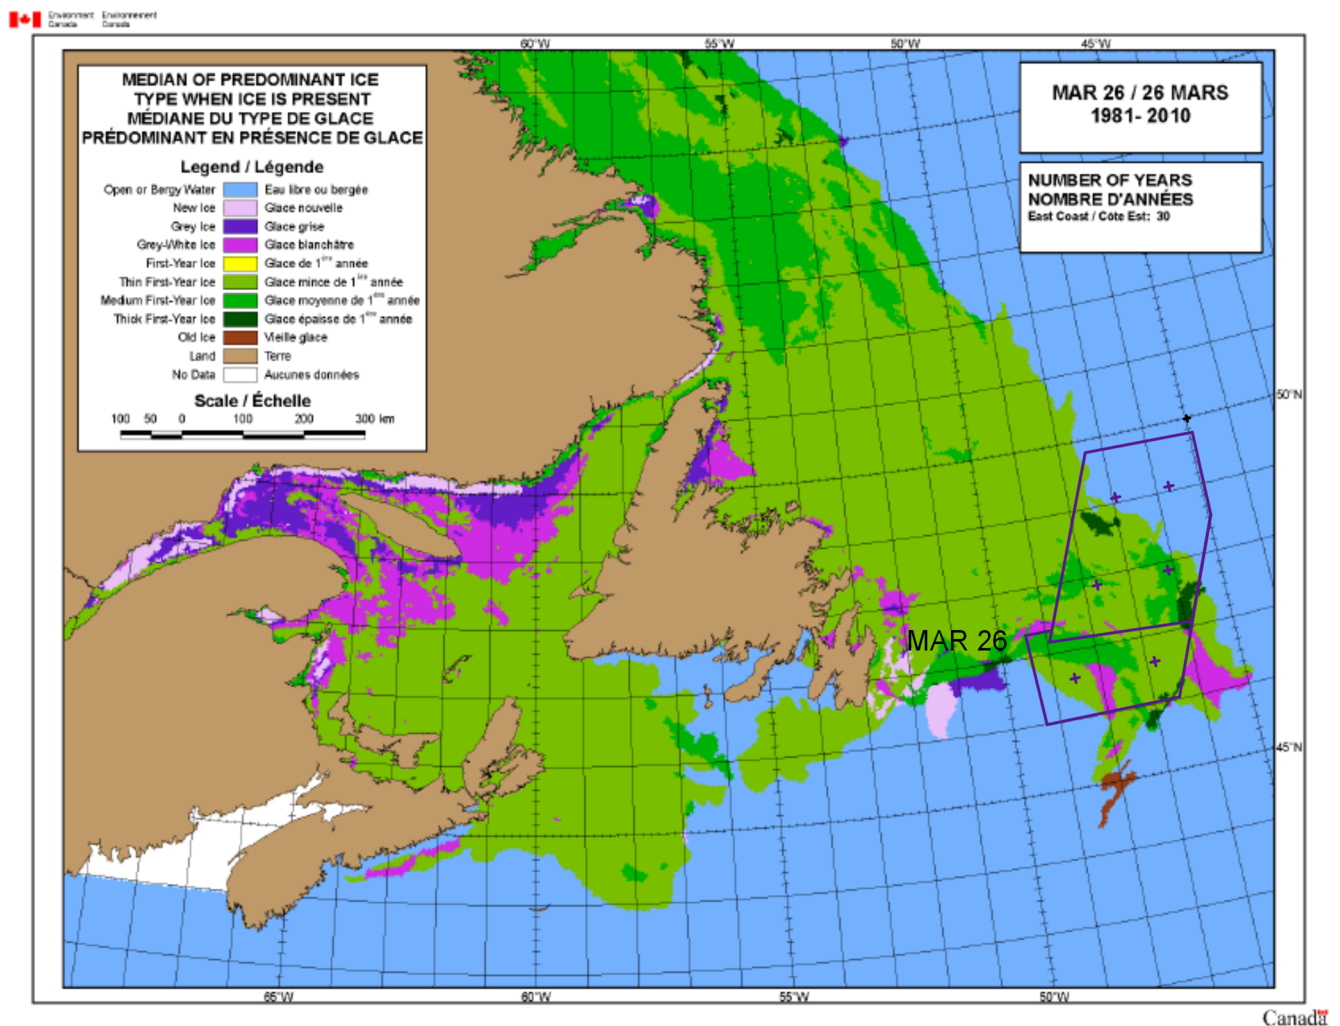 Environment Environnement
Canada Canada
60°W 55°W 50°W 45°W
MEDIAN OF PREDOMINANT ICE
TYPE WHEN ICE IS PRESENT
MÉDIANE DU TYPE DE GLACE
PRÉDOMINANT EN PRÉSENCE DE GLACE
Legend / Légende
Open or Bergy Water Eau libre ou bergée
New Ice Glace nouvelle
Grey Ice Glace grise
Grey-White Ice Glace blanchâtre
First-Year Ice Glace de 1ère année
Thin First-Year Ice Glace mince de 1ère année
Medium First-Year Ice Glace moyenne de 1ère année
Thick First-Year Ice Glace épaisse de 1ère année
Old Ice Vieille glace
Land Terre
No Data Aucunes données
Scale / Échelle
100 50 0 100 200 300 km
MAR 26 / 26 MARS
1981- 2010
NUMBER OF YEARS
NOMBRE D'ANNÉES
East Coast / Côte Est: 30
50°N
MAR 26
45°N
65°W 60°W 55°W 50°W
Canada